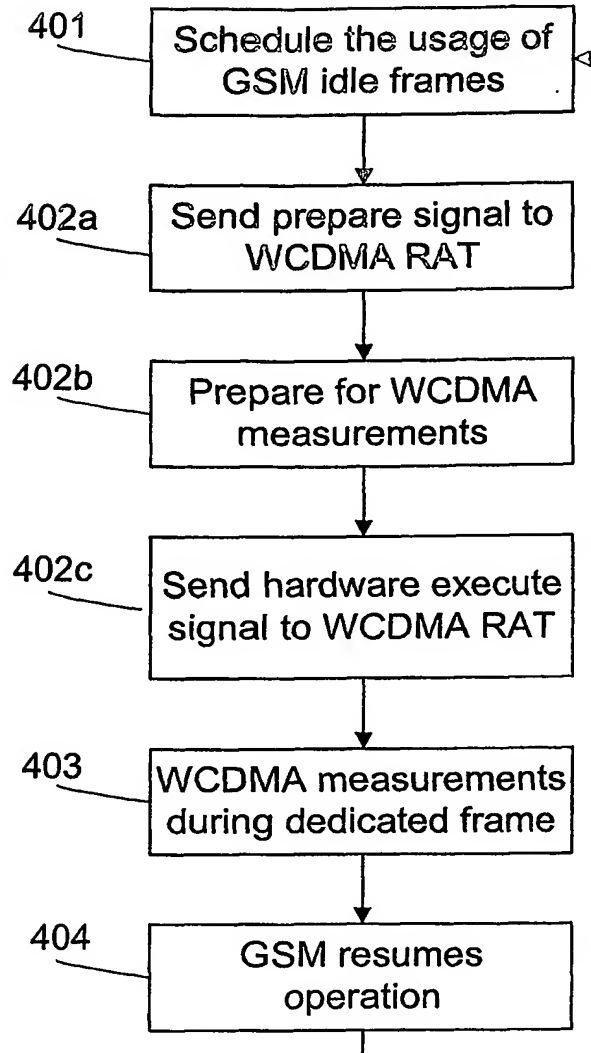 401
Schedule the usage of
GSM idle frames
402a
Send prepare signal to
WCDMA RAT
402b
Prepare for WCDMA
measurements
402c
Send hardware execute
signal to WCDMA RAT
403
WCDMA measurements
during dedicated frame
404
GSM resumes
operation